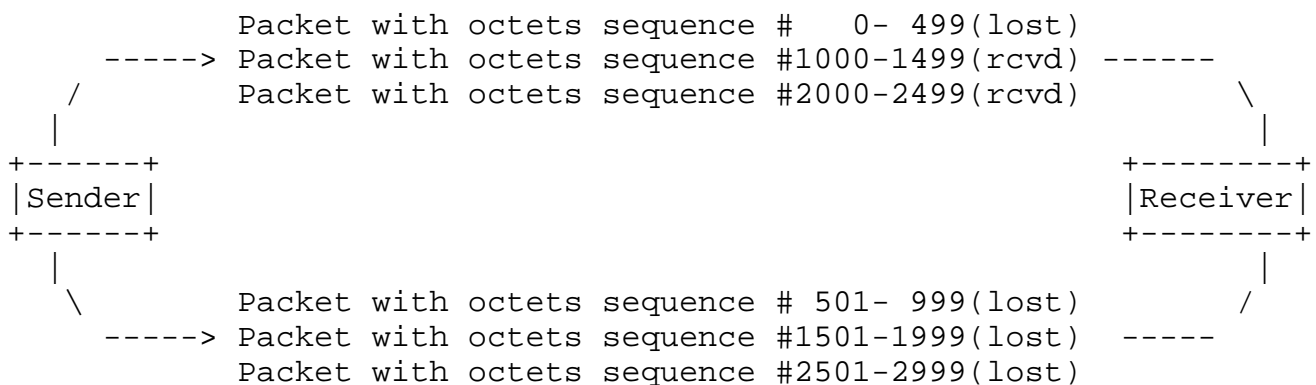 Packet with octets sequence #   0- 499(lost)
-----> Packet with octets sequence #1000-1499(rcvd) ------
/        Packet with octets sequence #2000-2499(rcvd)        \
|                                                             |
+------+                                                +--------+
|Sender|                                                |Receiver|
+------+                                                +--------+
|                                                             |
\        Packet with octets sequence # 501- 999(lost)        /
-----> Packet with octets sequence #1501-1999(lost)  -----
Packet with octets sequence #2501-2999(lost)